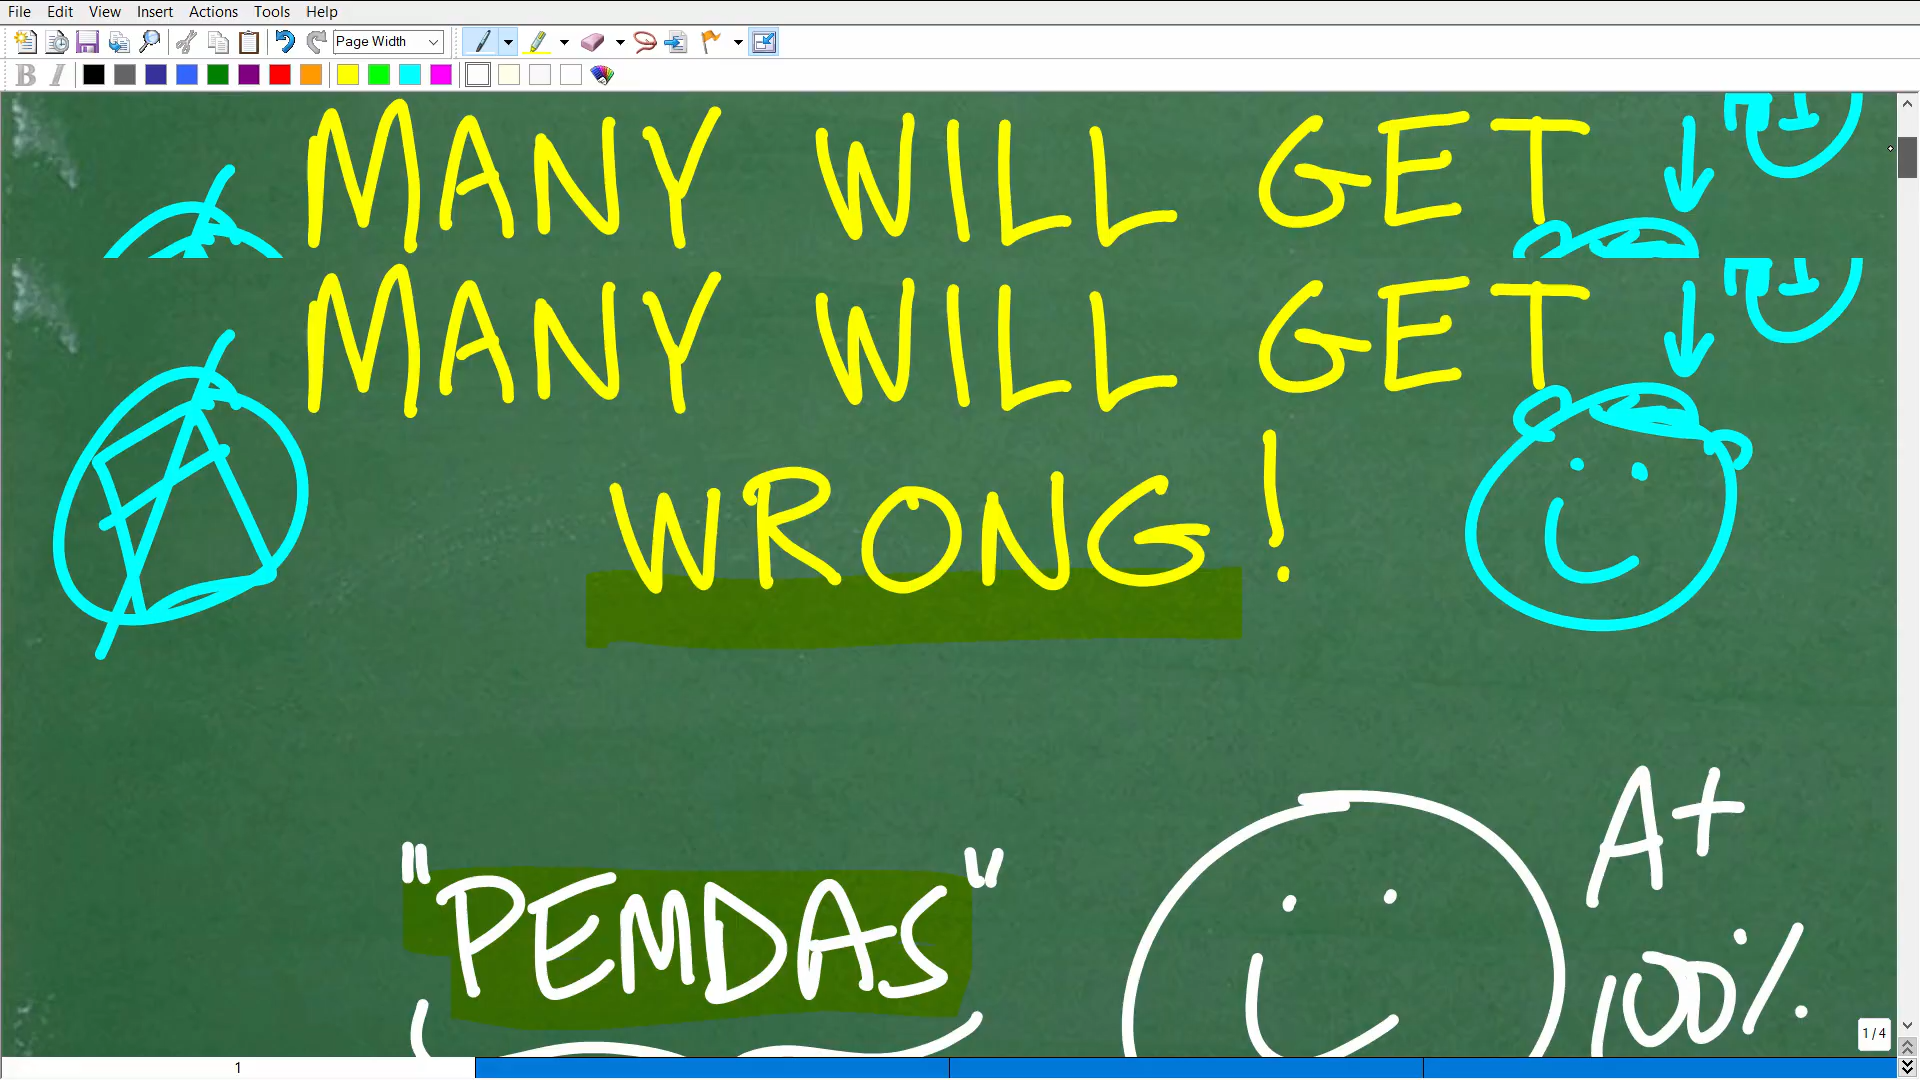 File Edit View Insert Actions Tools Help
Page Width
B I
MANY WILL GET
MANY WILL GET
WRONG!
A+
"PEMDAS"
100%
1 / 4
1